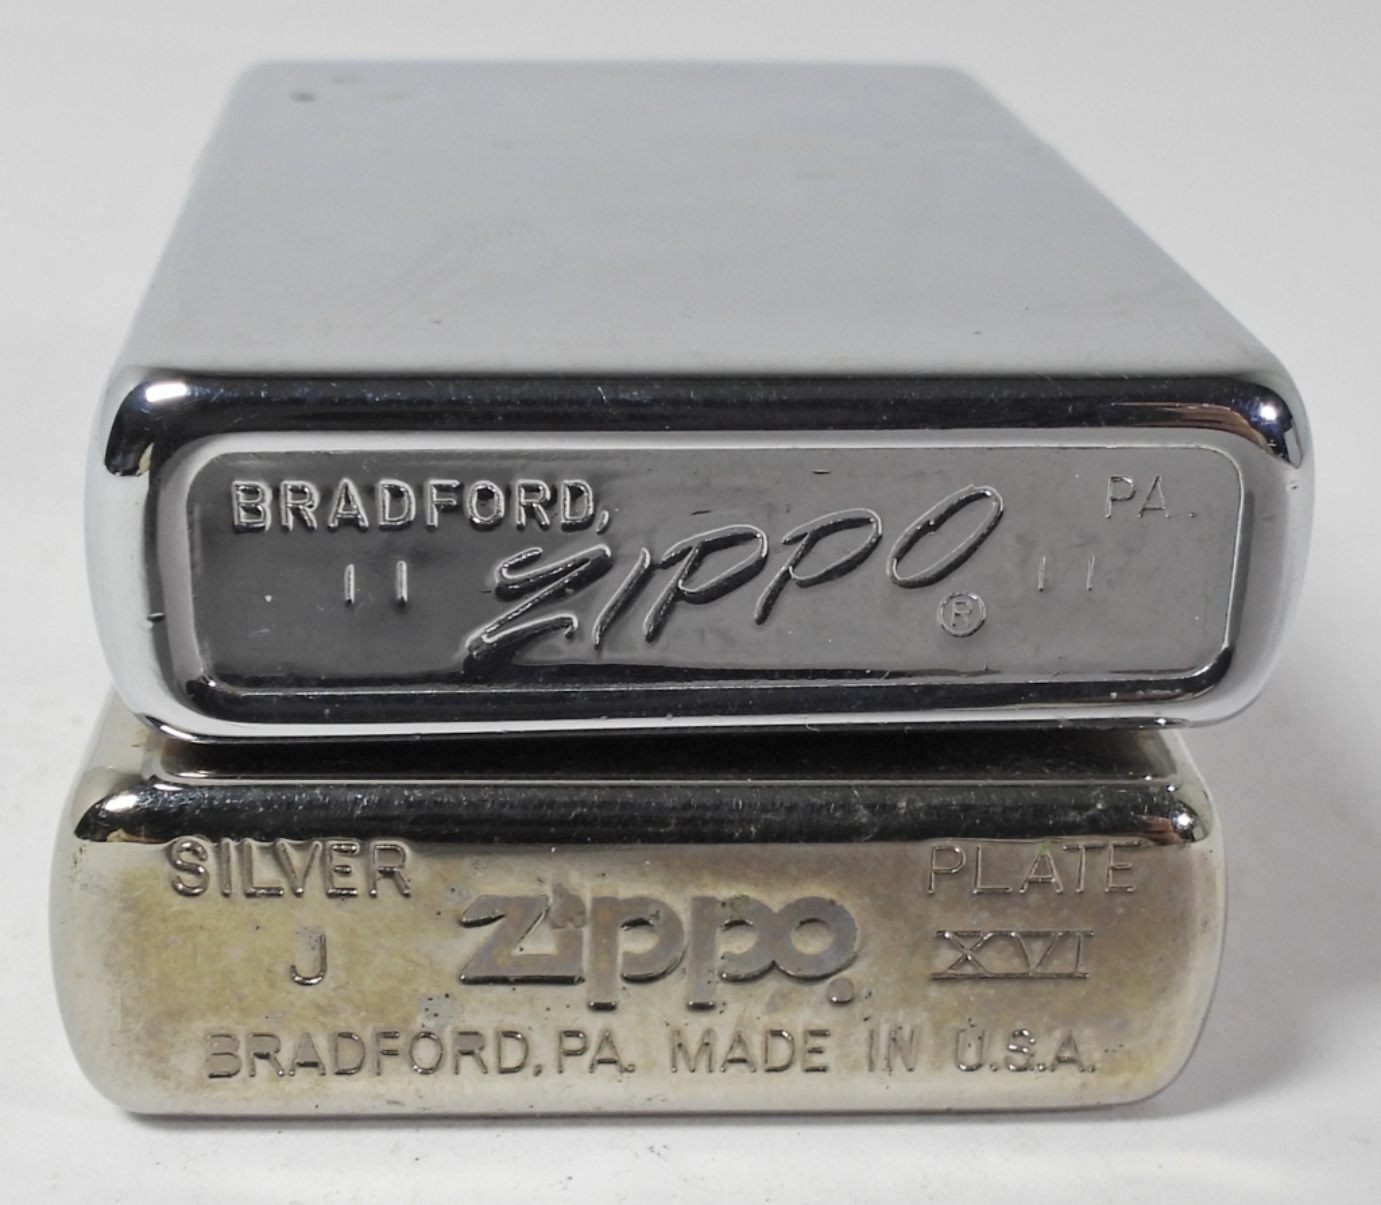 BRADFORD, PA.
II ZIPPO ® II
SILVER PLATE
J zippo XVI
BRADFORD, PA. MADE IN U.S.A.